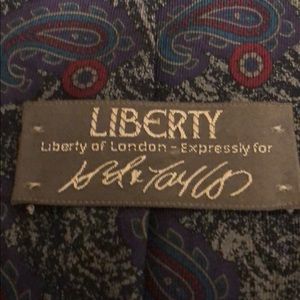 LIBERTY
Liberty of London - Expressly for
Lord & Taylor